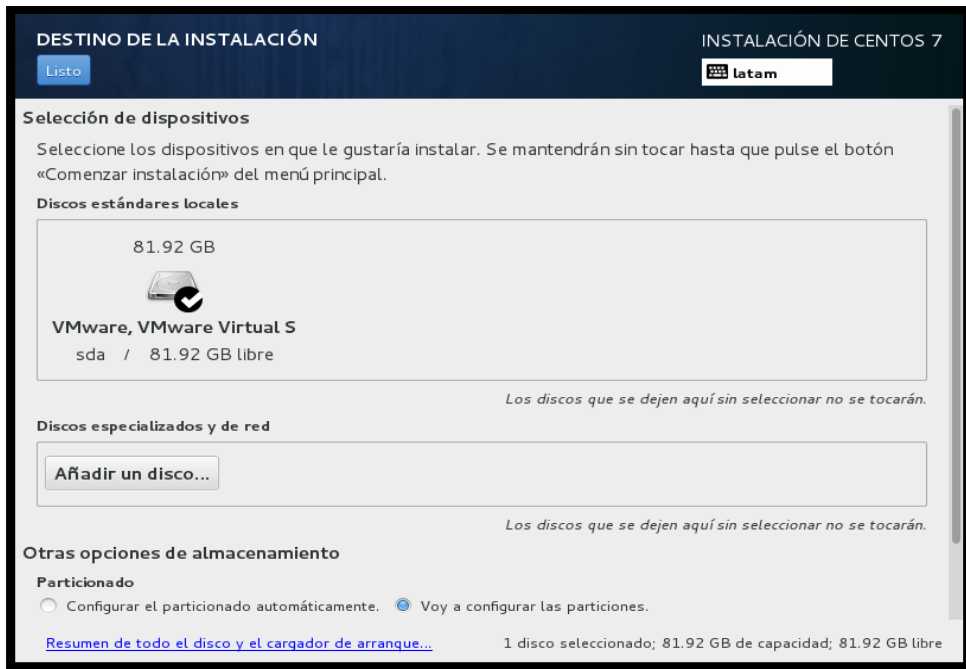 DESTINO DE LA INSTALACIÓN
INSTALACIÓN DE CENTOS 7
Listo
latam
Selección de dispositivos
Seleccione los dispositivos en que le gustaría instalar. Se mantendrán sin tocar hasta que pulse el botón
«Comenzar instalación» del menú principal.
Discos estándares locales
81.92 GB
VMware, VMware Virtual S
sda / 81.92 GB libre
Los discos que se dejen aquí sin seleccionar no se tocarán.
Discos especializados y de red
Añadir un disco...
Los discos que se dejen aquí sin seleccionar no se tocarán.
Otras opciones de almacenamiento
Particionado
Configurar el particionado automáticamente. Voy a configurar las particiones.
Resumen de todo el disco y el cargador de arranque... 1 disco seleccionado; 81.92 GB de capacidad; 81.92 GB libre